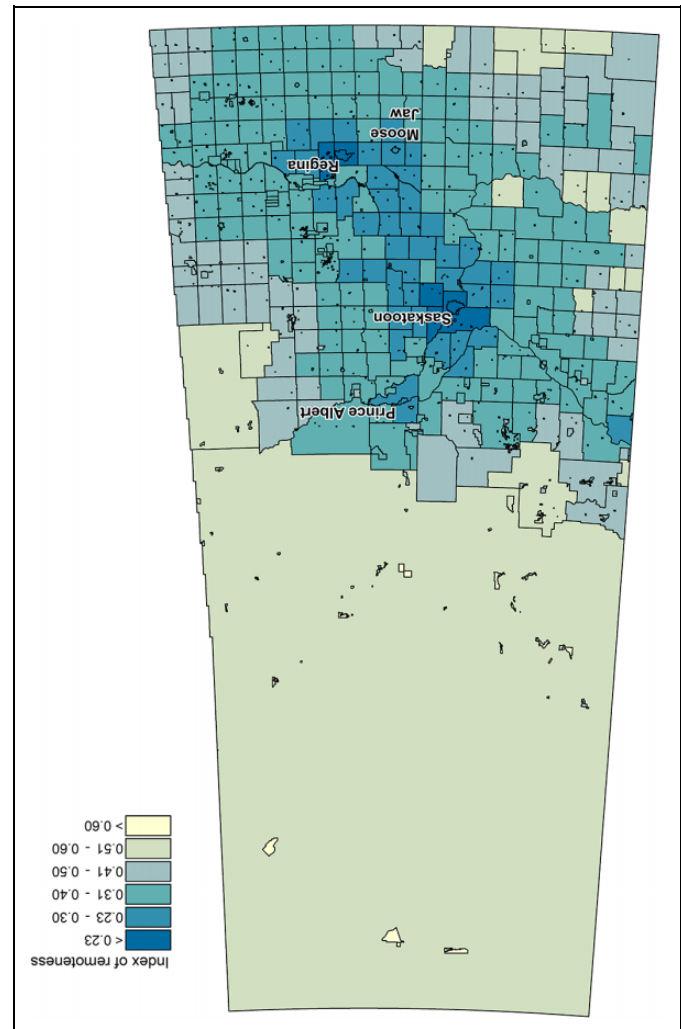 Index of remoteness
< 0.23
0.23 - 0.30
0.31 - 0.40
0.41 - 0.50
0.51 - 0.60
> 0.60
Prince Albert
Saskatoon
Regina
Moose
Jaw